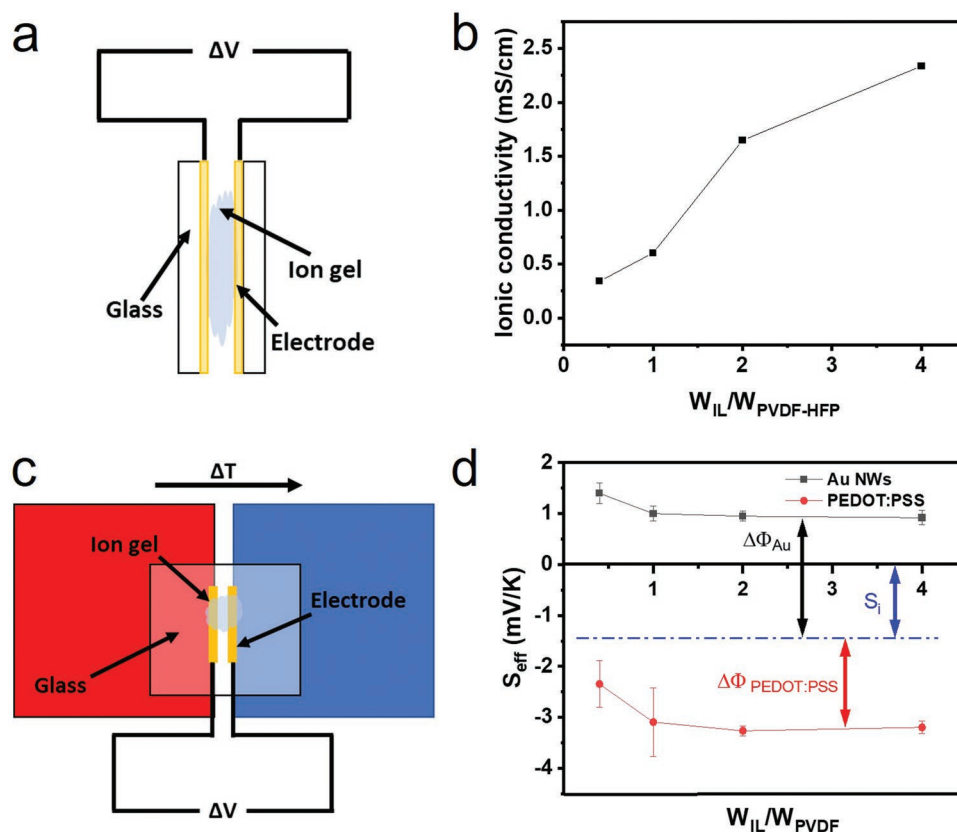 a
ΔV
Ion gel
Glass
Electrode
b
Ionic conductivity (mS/cm)
2.5
2.0
1.5
1.0
0.5
0.0
0 1 2 3 4
W_IL/W_PVDF-HFP
c
ΔT
Ion gel
Electrode
Glass
ΔV
d
S_eff (mV/K)
2
1
0
-1
-2
-3
-4
Au NWs
PEDOT:PSS
ΔΦ_Au
1 2 3 4
S_i
ΔΦ_PEDOT:PSS
W_IL/W_PVDF